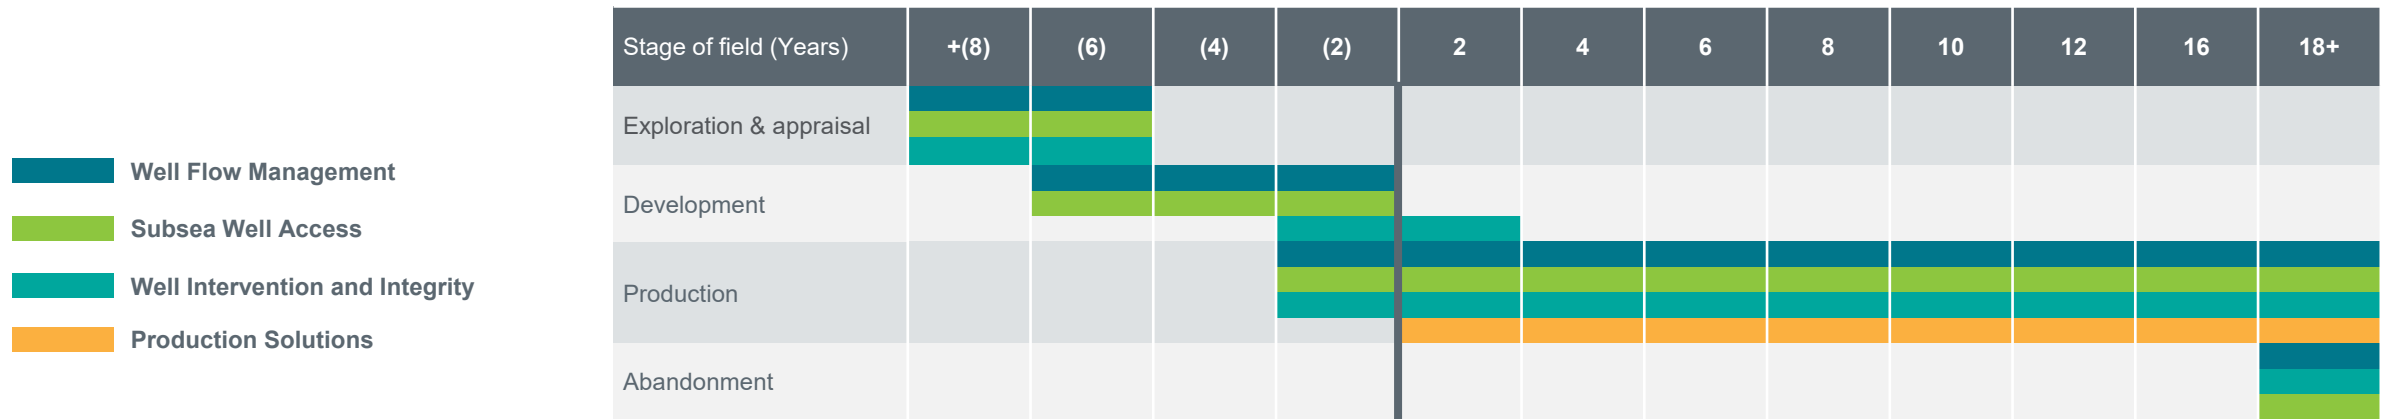 Stage of field (Years) +(8) (6) (4) (2) 2 4 6 8 10 12 16 18+
Exploration & appraisal
Development
Production
Abandonment
Well Flow Management
Subsea Well Access
Well Intervention and Integrity
Production Solutions